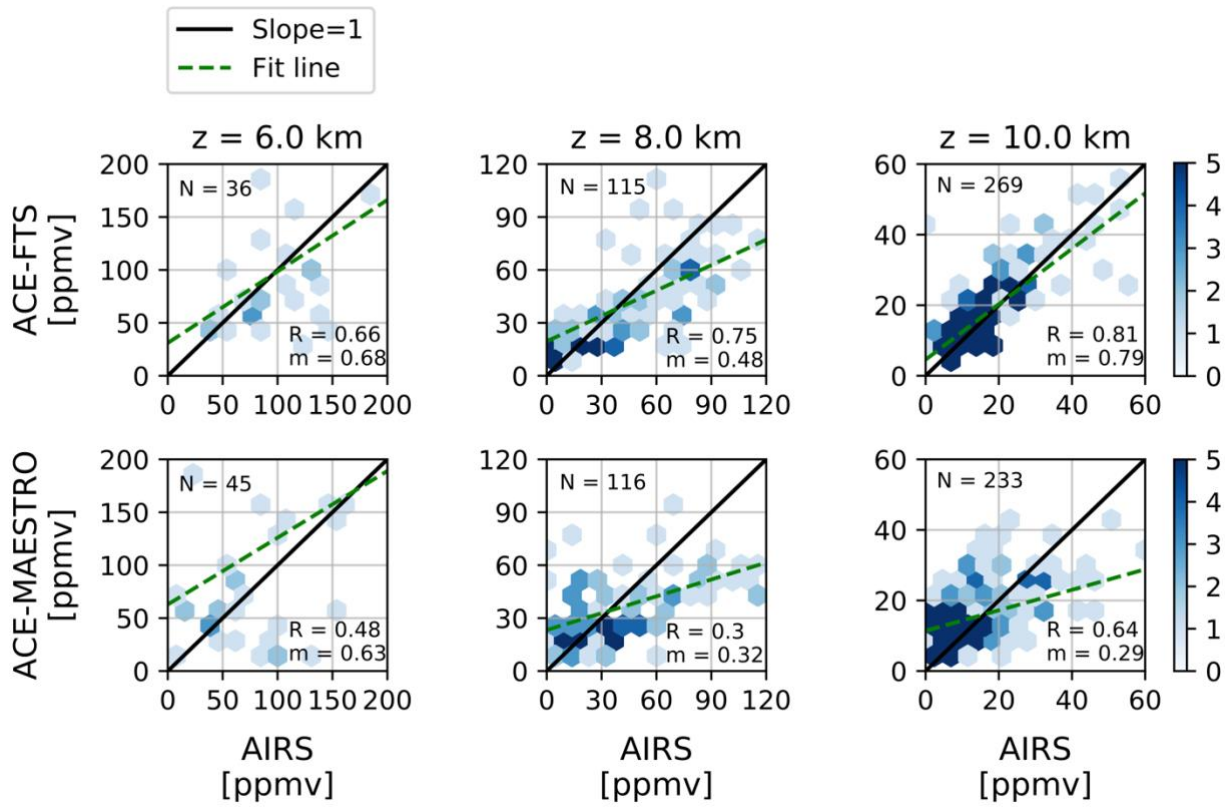 Slope=1
Fit line
z = 6.0 km
z = 8.0 km
z = 10.0 km
ACE-FTS
[ppmv]
200
150
100
50
0
N = 36
R = 0.66
m = 0.68
0 50 100 150 200
120
90
60
30
0
N = 115
R = 0.75
m = 0.48
0 30 60 90 120
60
40
20
0
N = 269
R = 0.81
m = 0.79
0 20 40 60
5
4
3
2
1
0
ACE-MAESTRO
[ppmv]
200
150
100
50
0
N = 45
R = 0.48
m = 0.63
0 50 100 150 200
AIRS
[ppmv]
120
90
60
30
0
N = 116
R = 0.3
m = 0.32
0 30 60 90 120
AIRS
[ppmv]
60
40
20
0
N = 233
R = 0.64
m = 0.29
0 20 40 60
AIRS
[ppmv]
5
4
3
2
1
0